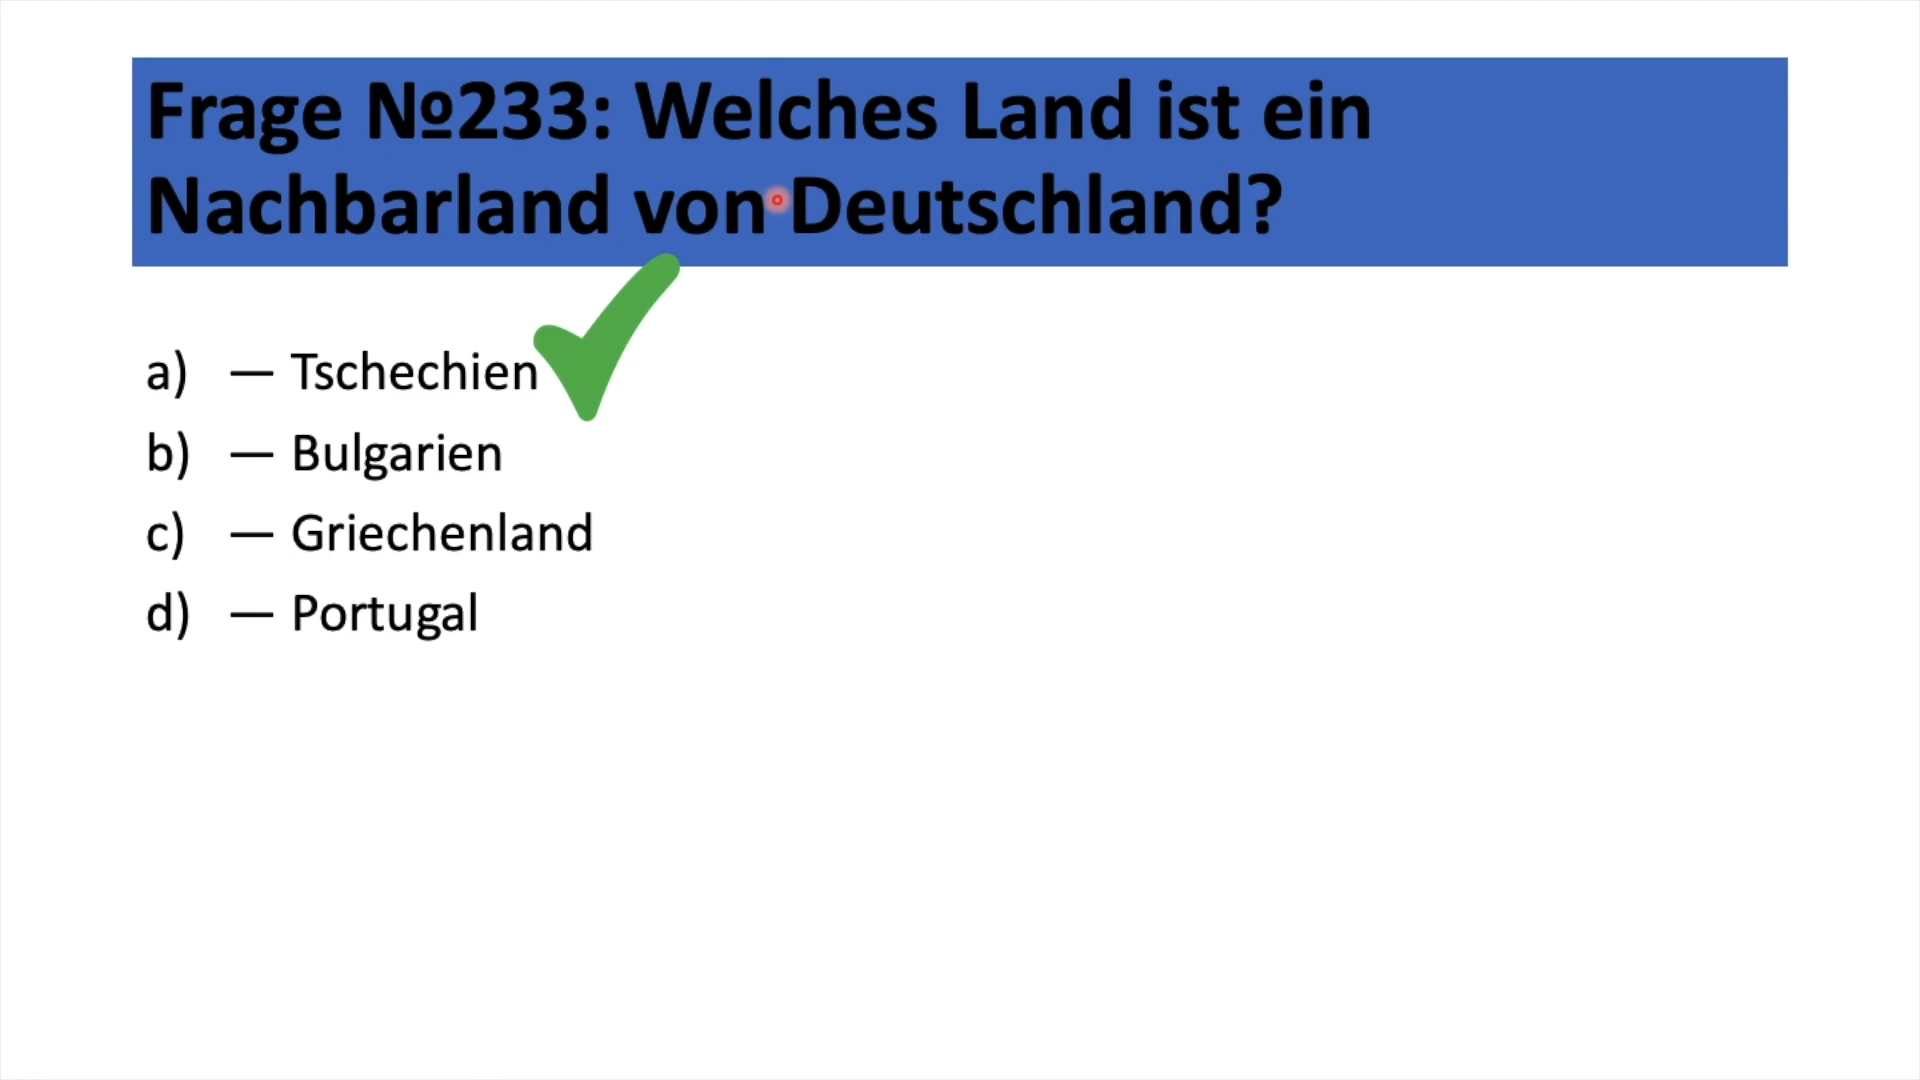 Frage №233: Welches Land ist ein
Nachbarland von Deutschland?
a) — Tschechien
b) — Bulgarien
c) — Griechenland
d) — Portugal